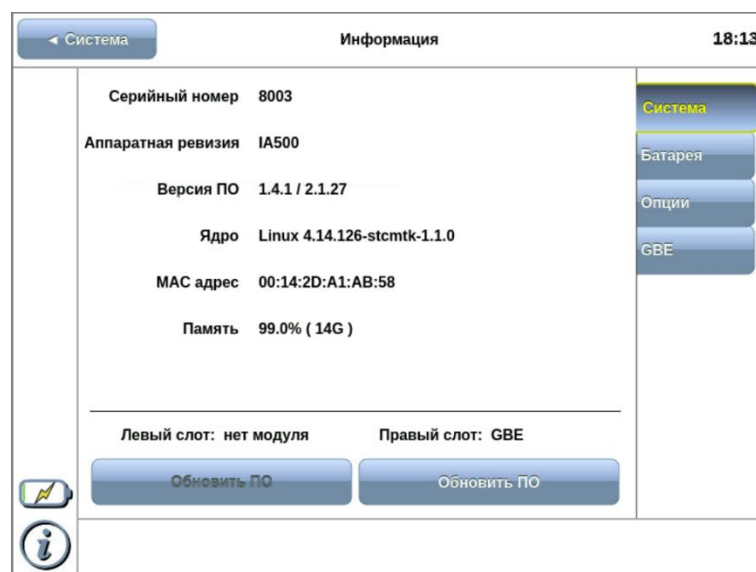 ◄ Система
Информация
18:13
Серийный номер 8003
Аппаратная ревизия IA500
Версия ПО 1.4.1 / 2.1.27
Ядро Linux 4.14.126-stcmtk-1.1.0
MAC адрес 00:14:2D:A1:AB:58
Память 99.0% ( 14G )
Система
Батарея
Опции
GBE
Левый слот: нет модуля
Правый слот: GBE
Обновить ПО
Обновить ПО